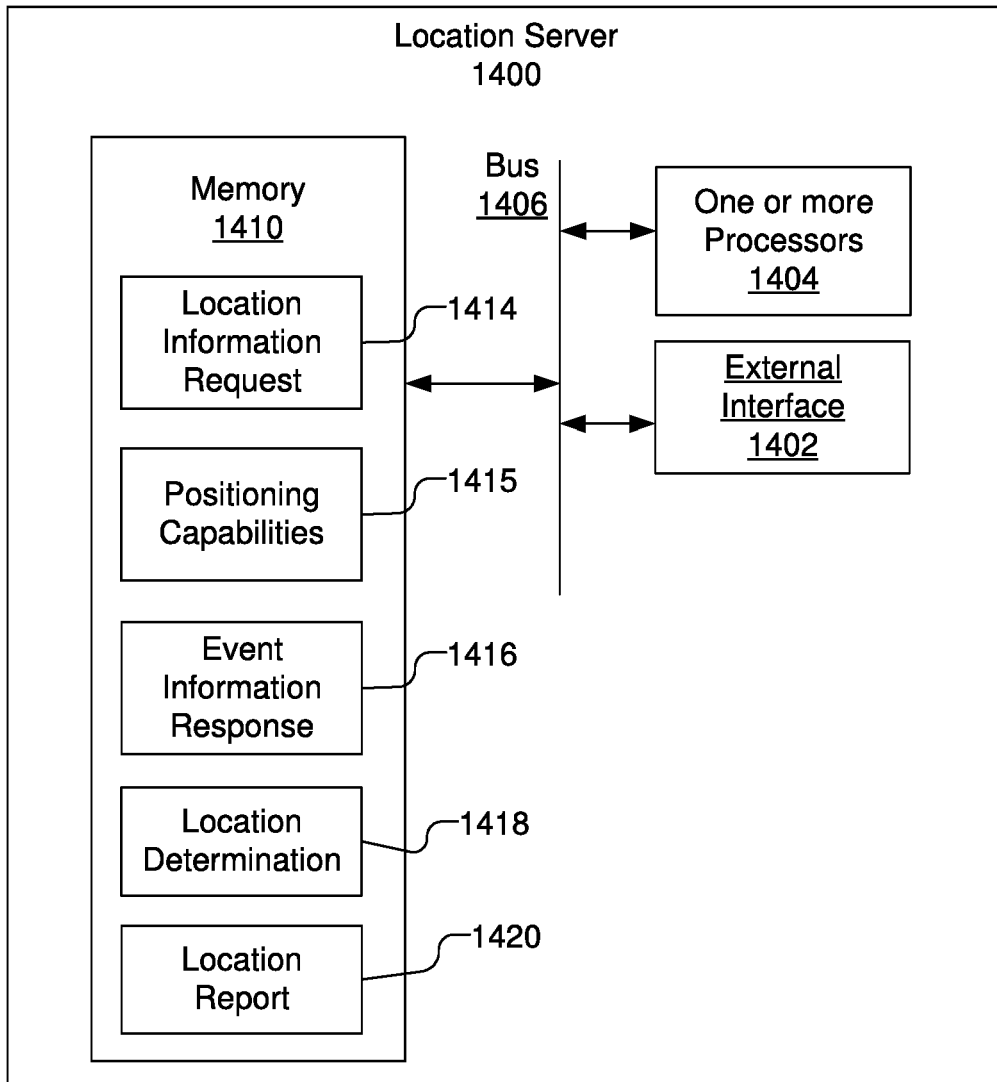 Location Server
1400
Memory
1410
Location
Information
Request
1414
Positioning
Capabilities
1415
Event
Information
Response
1416
Location
Determination
1418
Location
Report
1420
Bus
1406
One or more
Processors
1404
External
Interface
1402